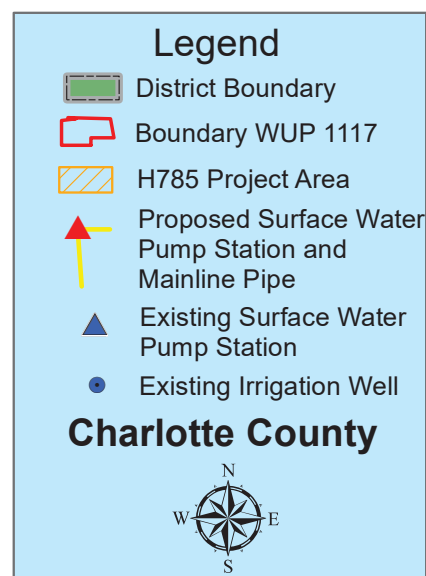 Legend
District Boundary
Boundary WUP 1117
H785 Project Area
Proposed Surface Water
Pump Station and
Mainline Pipe
Existing Surface Water
Pump Station
Existing Irrigation Well
Charlotte County
N
W E
S